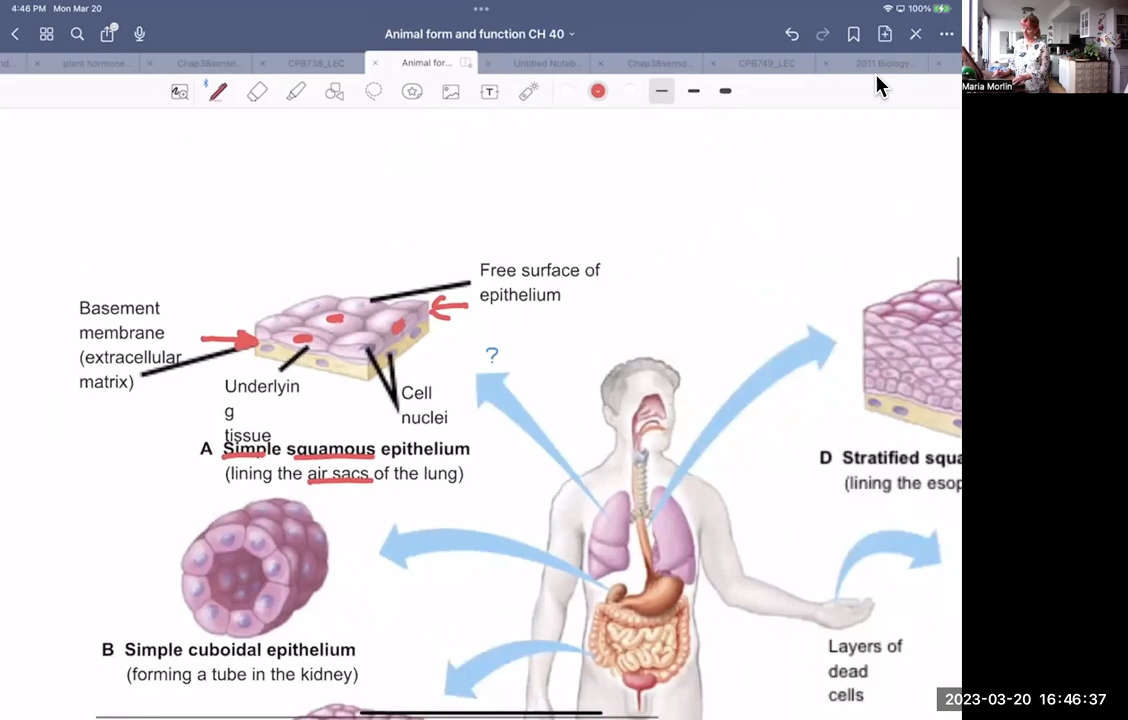 4:46 PM Mon Mar 20
100%
Animal form and function CH 40
nd.
plant hormone...
Chap38senso...
CPB738_LEC
Animal for...
Untitled Noteb...
Chap38senso...
CPB749_LEC
2011 Biology...
T
Maria Morlin
Free surface of
epithelium
Basement
membrane
(extracellular
matrix)
?
Underlyin
g
tissue
Cell
nuclei
A Simple squamous epithelium
(lining the air sacs of the lung)
D Stratified squa
(lining the esop
B Simple cuboidal epithelium
(forming a tube in the kidney)
Layers of
dead
cells
2023-03-20 16:46:37